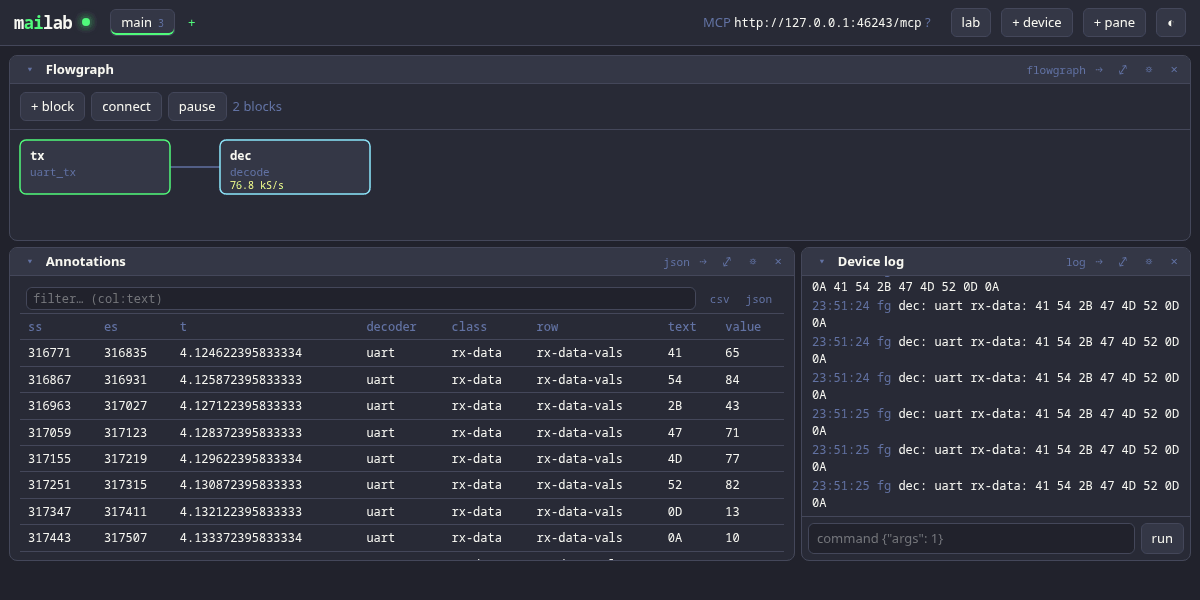 mailab main 3 + MCP http://127.0.0.1:46243/mcp ? lab + device + pane
Flowgraph flowgraph
+ block connect pause 2 blocks
tx
uart_tx
dec
decode
76.8 kS/s
Annotations json
filter… (col:text) csv json
ss es t decoder class row text value
316771 316835 4.124622395833334 uart rx-data rx-data-vals 41 65
316867 316931 4.125872395833333 uart rx-data rx-data-vals 54 84
316963 317027 4.127122395833333 uart rx-data rx-data-vals 2B 43
317059 317123 4.128372395833333 uart rx-data rx-data-vals 47 71
317155 317219 4.129622395833334 uart rx-data rx-data-vals 4D 77
317251 317315 4.130872395833334 uart rx-data rx-data-vals 52 82
317347 317411 4.132122395833333 uart rx-data rx-data-vals 0D 13
317443 317507 4.133372395833334 uart rx-data rx-data-vals 0A 10
Device log log
0A 41 54 2B 47 4D 52 0D 0A
23:51:24 fg dec: uart rx-data: 41 54 2B 47 4D 52 0D
0A
23:51:24 fg dec: uart rx-data: 41 54 2B 47 4D 52 0D
0A
23:51:24 fg dec: uart rx-data: 41 54 2B 47 4D 52 0D
0A
23:51:25 fg dec: uart rx-data: 41 54 2B 47 4D 52 0D
0A
23:51:25 fg dec: uart rx-data: 41 54 2B 47 4D 52 0D
0A
23:51:25 fg dec: uart rx-data: 41 54 2B 47 4D 52 0D
0A
command {"args": 1} run